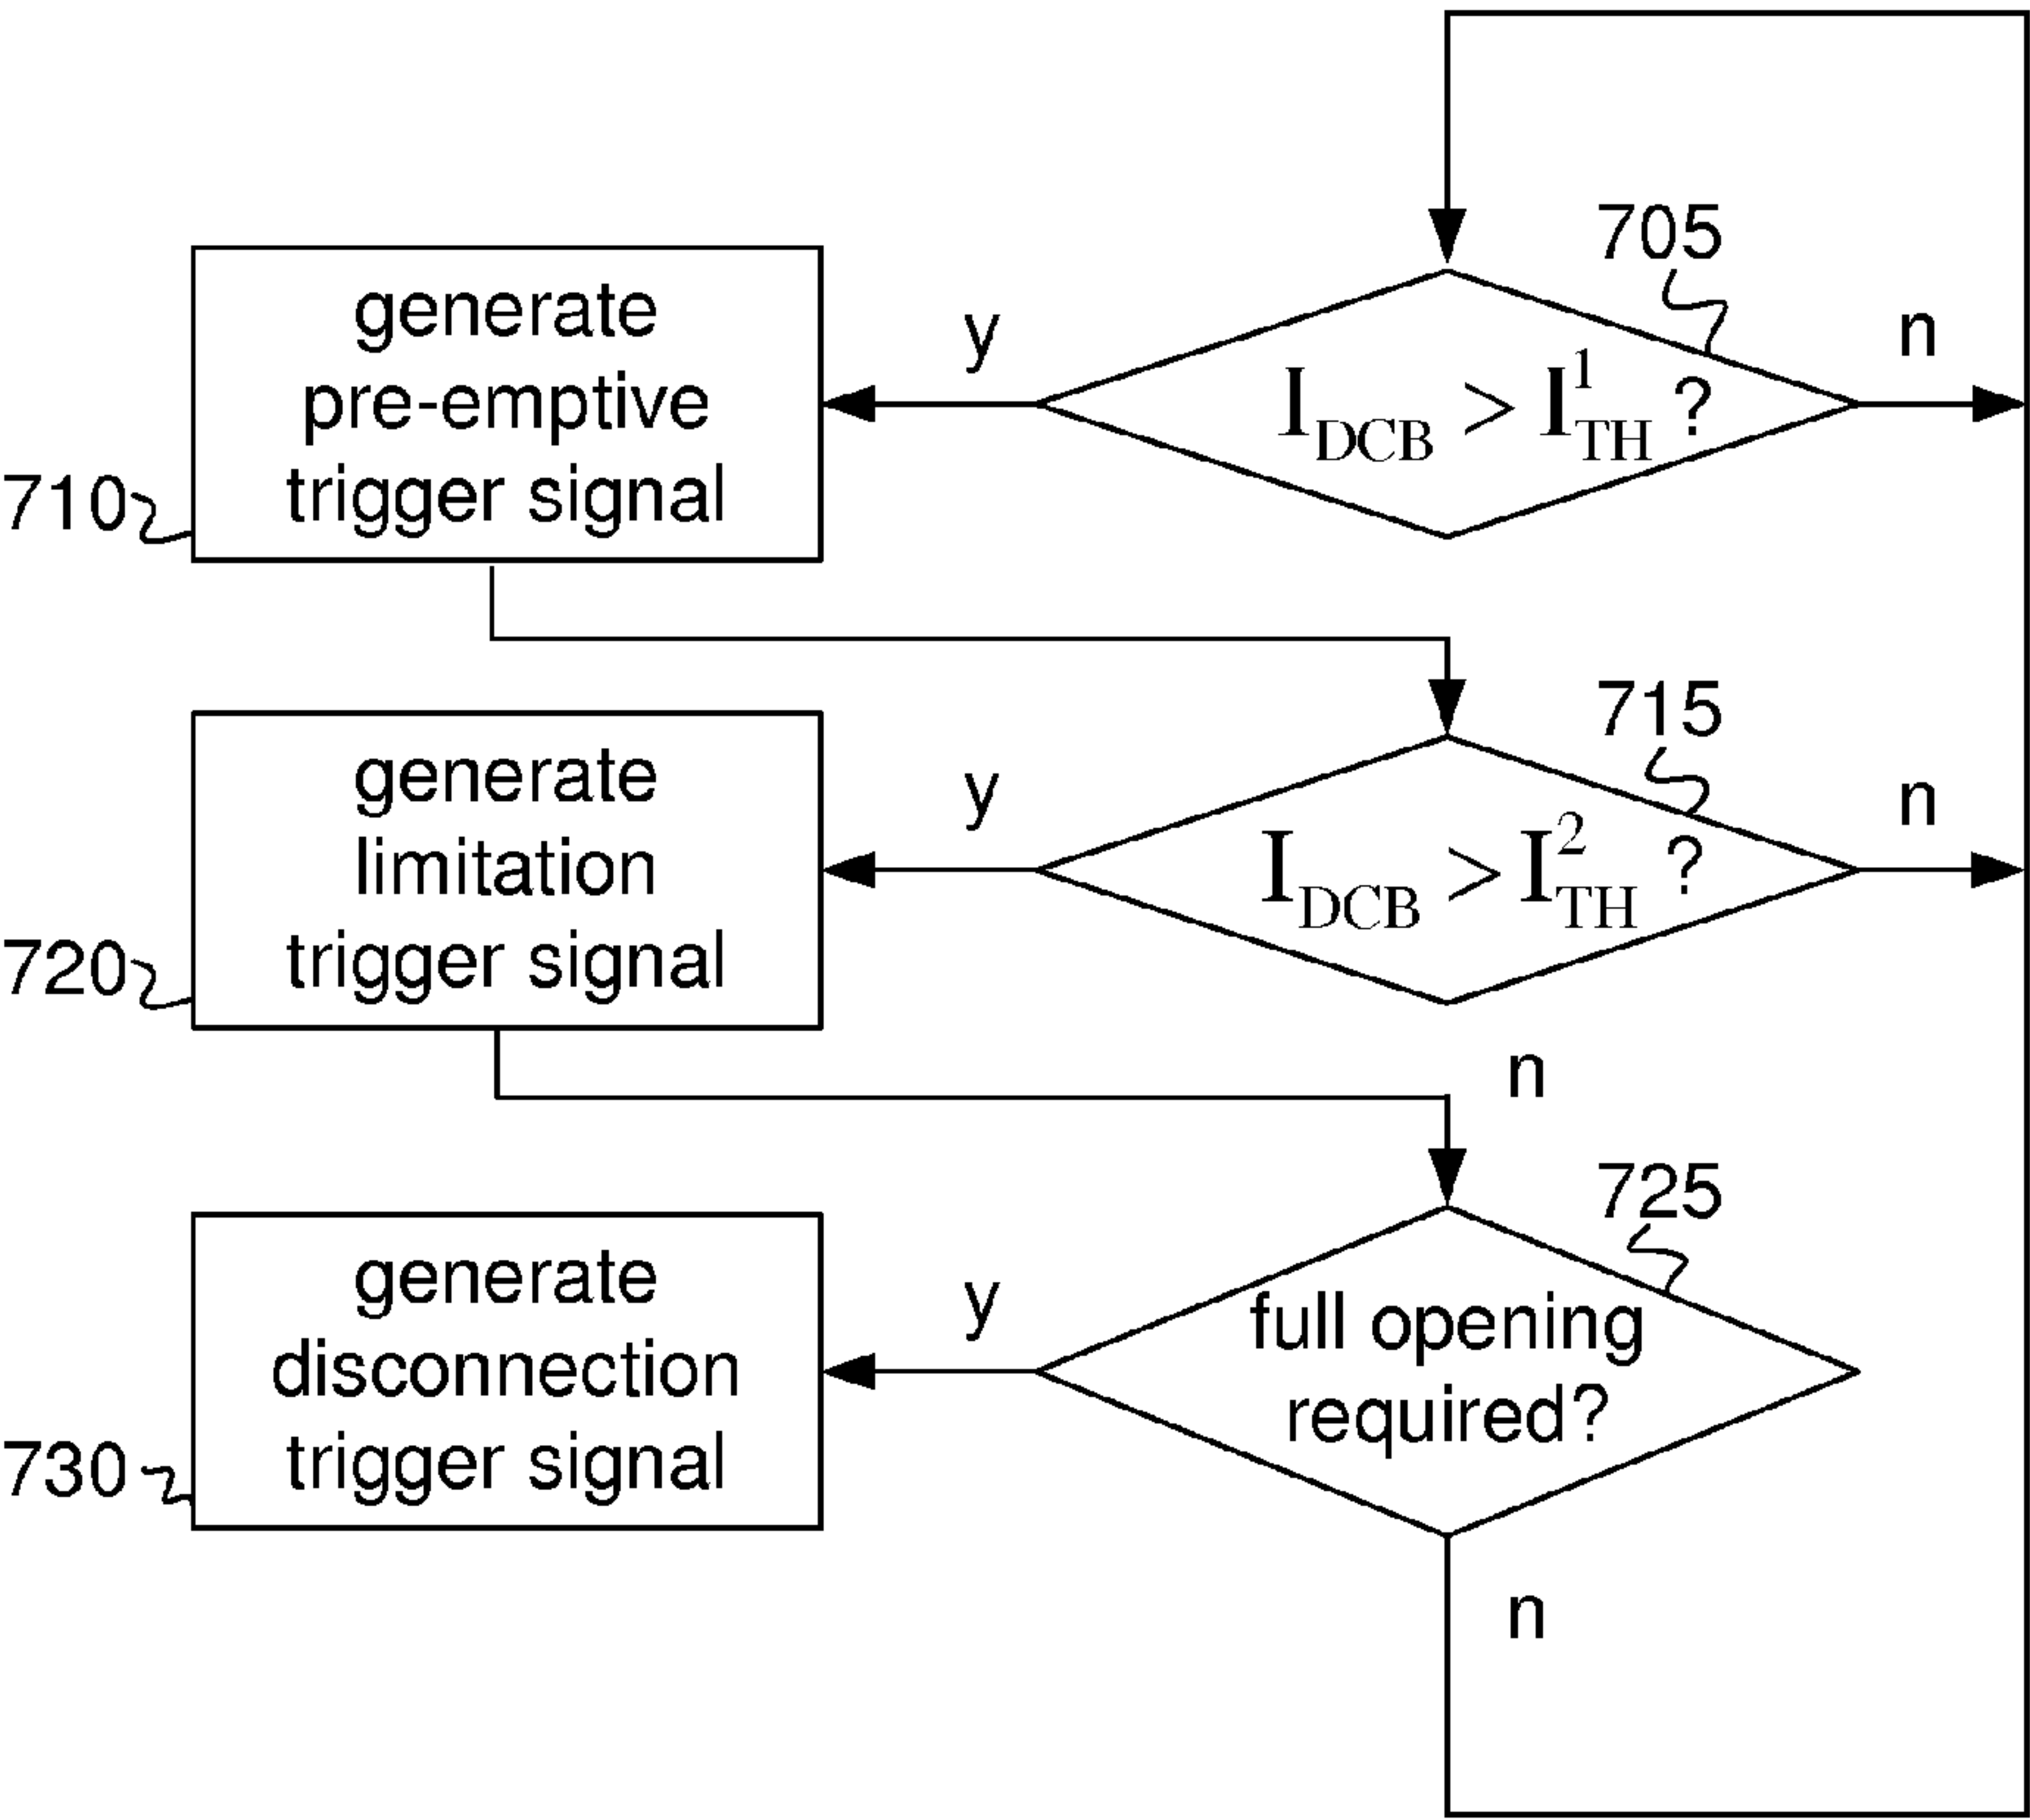 705
generate
pre-emptive
trigger signal
y
I_DCB > I^1_TH ?
n
710
715
generate
limitation
trigger signal
y
I_DCB > I^2_TH ?
n
720
n
725
generate
disconnection
trigger signal
y
full opening
required?
730
n